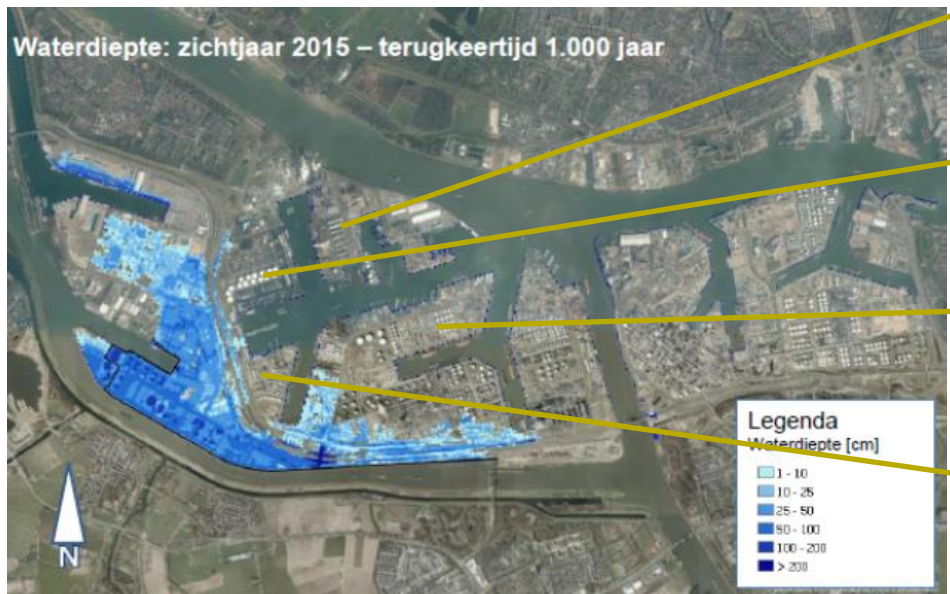 Waterdiepte: zichtjaar 2015 – terugkeertijd 1.000 jaar
Legenda
Waterdiepte [cm]
1 - 10
10 - 25
25 - 50
50 - 100
100 - 200
> 200
N